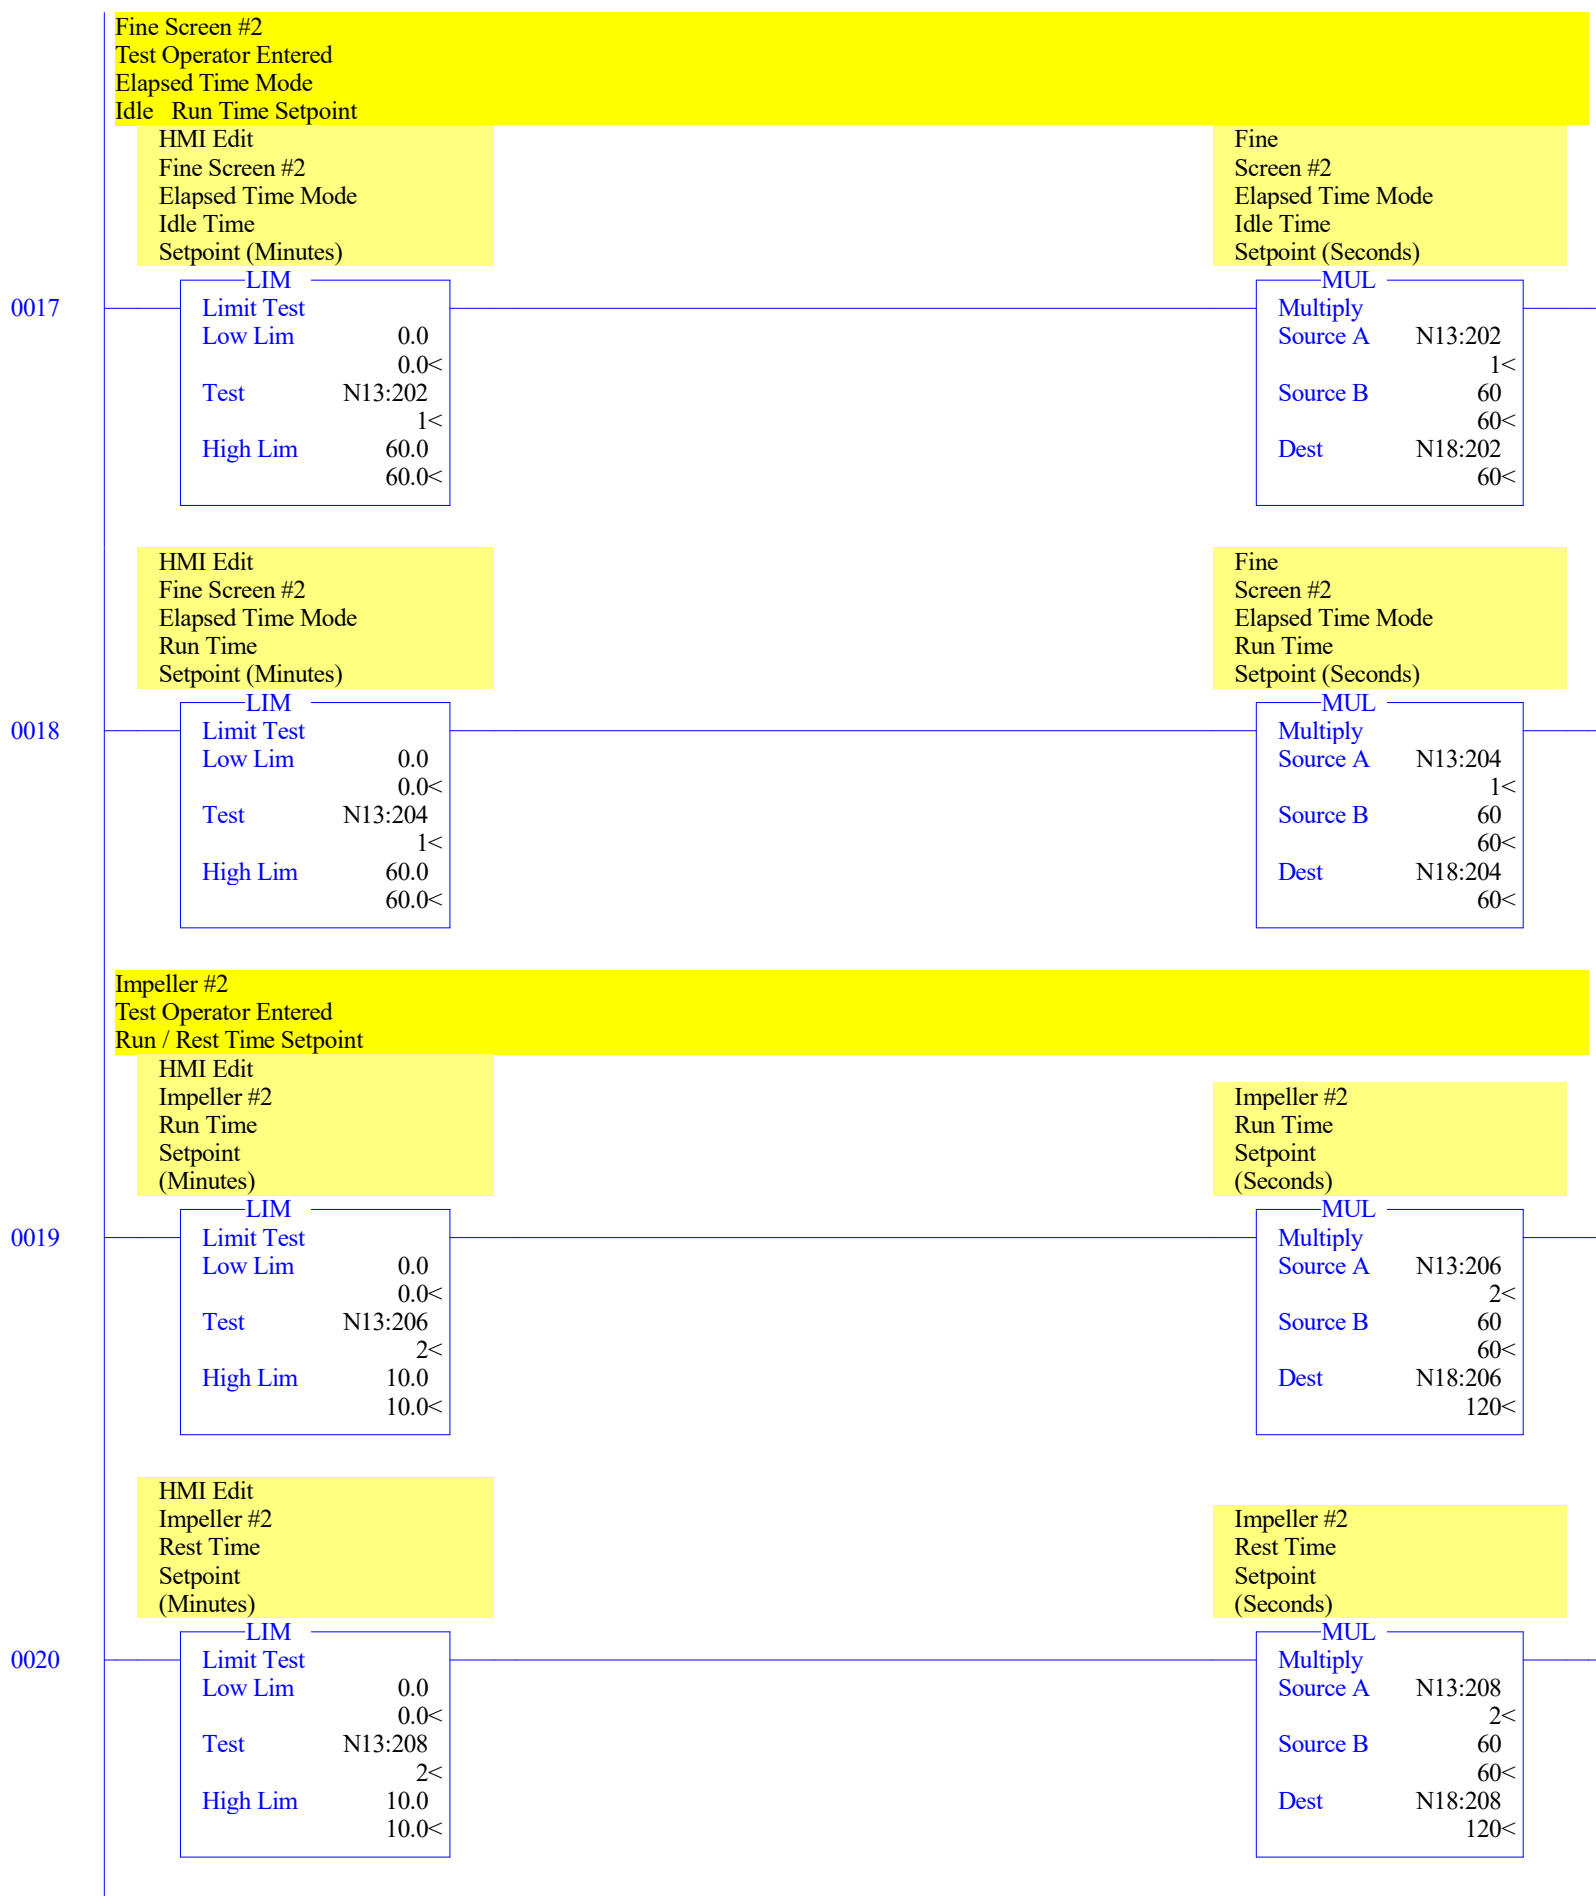 Fine Screen #2
Test Operator Entered
Elapsed Time Mode
Idle   Run Time Setpoint
HMI Edit
Fine Screen #2
Elapsed Time Mode
Idle Time
Setpoint (Minutes)
Fine
Screen #2
Elapsed Time Mode
Idle Time
Setpoint (Seconds)
0017
LIM
Limit Test
Low Lim 0.0
0.0<
Test N13:202
1<
High Lim 60.0
60.0<
MUL
Multiply
Source A N13:202
1<
Source B 60
60<
Dest N18:202
60<
HMI Edit
Fine Screen #2
Elapsed Time Mode
Run Time
Setpoint (Minutes)
Fine
Screen #2
Elapsed Time Mode
Run Time
Setpoint (Seconds)
0018
LIM
Limit Test
Low Lim 0.0
0.0<
Test N13:204
1<
High Lim 60.0
60.0<
MUL
Multiply
Source A N13:204
1<
Source B 60
60<
Dest N18:204
60<
Impeller #2
Test Operator Entered
Run / Rest Time Setpoint
HMI Edit
Impeller #2
Run Time
Setpoint
(Minutes)
Impeller #2
Run Time
Setpoint
(Seconds)
0019
LIM
Limit Test
Low Lim 0.0
0.0<
Test N13:206
2<
High Lim 10.0
10.0<
MUL
Multiply
Source A N13:206
2<
Source B 60
60<
Dest N18:206
120<
HMI Edit
Impeller #2
Rest Time
Setpoint
(Minutes)
Impeller #2
Rest Time
Setpoint
(Seconds)
0020
LIM
Limit Test
Low Lim 0.0
0.0<
Test N13:208
2<
High Lim 10.0
10.0<
MUL
Multiply
Source A N13:208
2<
Source B 60
60<
Dest N18:208
120<